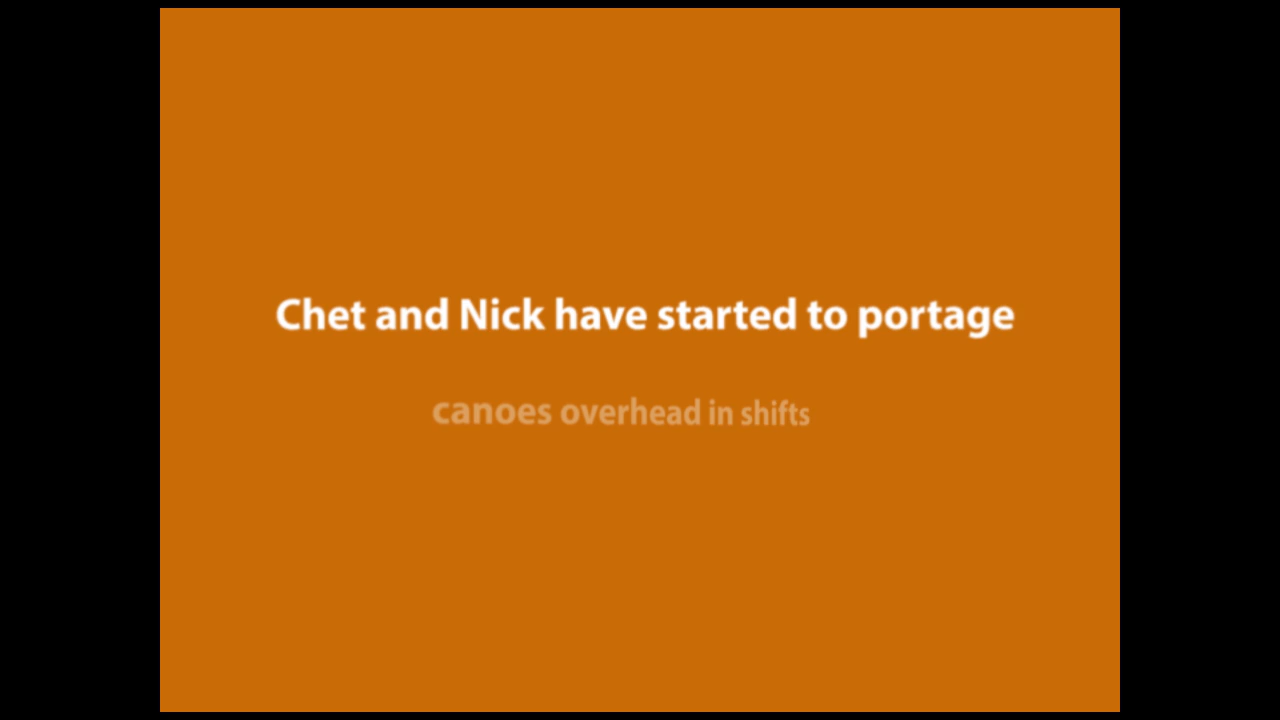 Chet and Nick have started to portage
canoes overhead in shifts